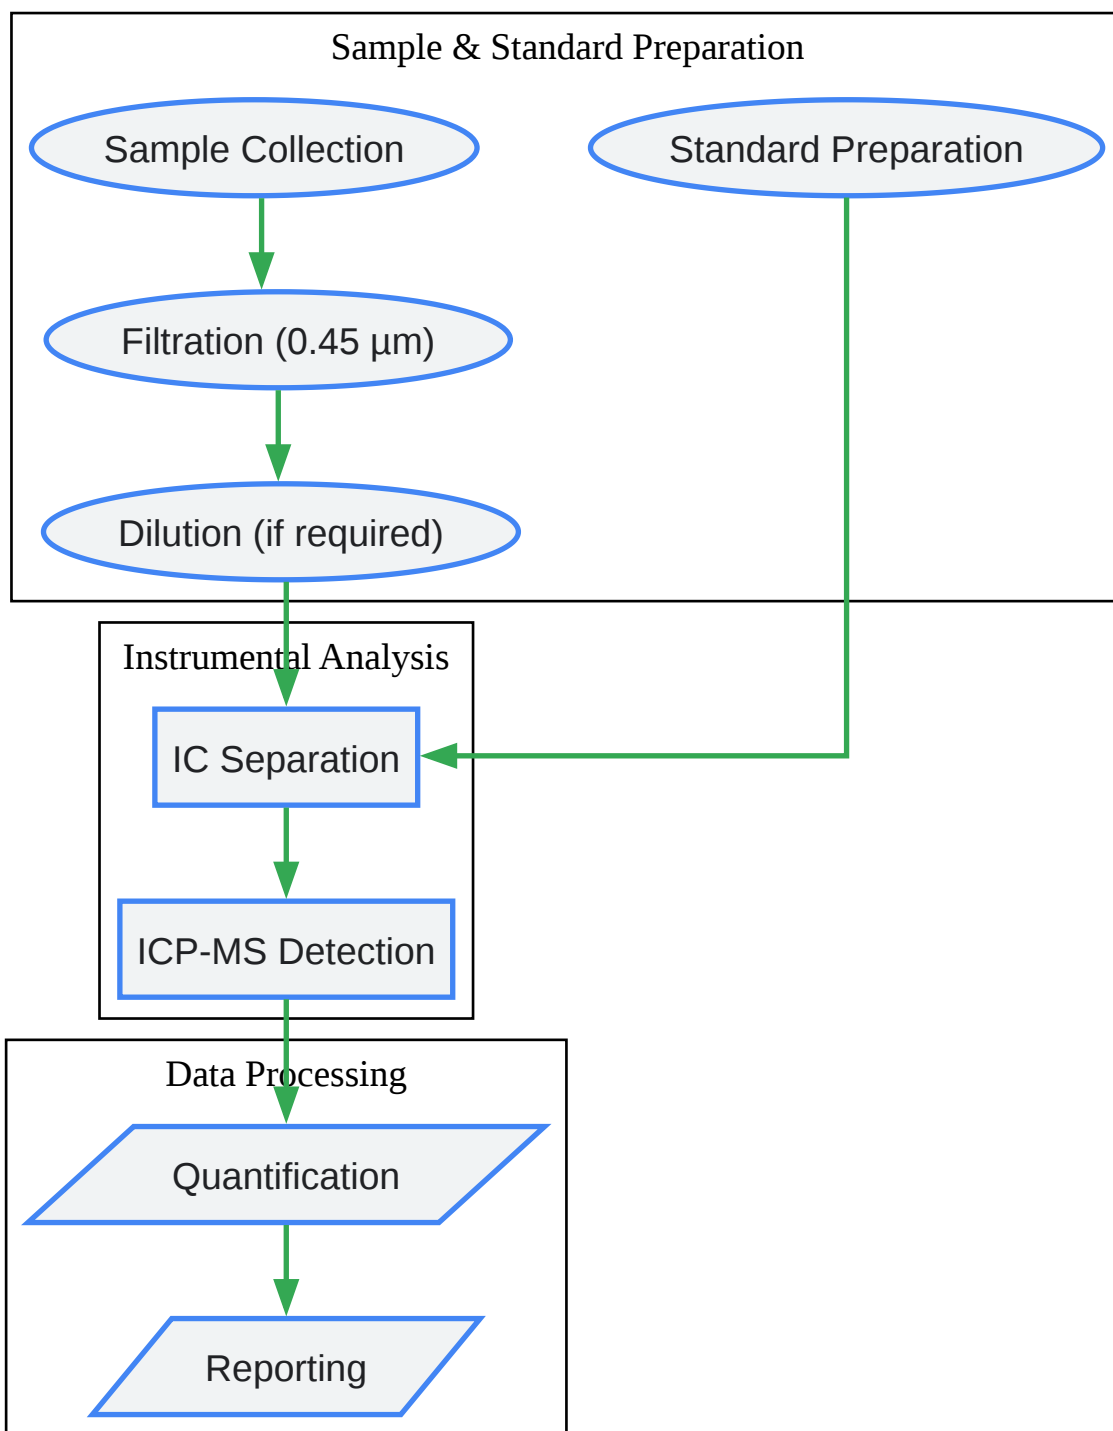 Sample & Standard Preparation
Sample Collection
Standard Preparation
Filtration (0.45 µm)
Dilution (if required)
Instrumental Analysis
IC Separation
ICP-MS Detection
Data Processing
Quantification
Reporting